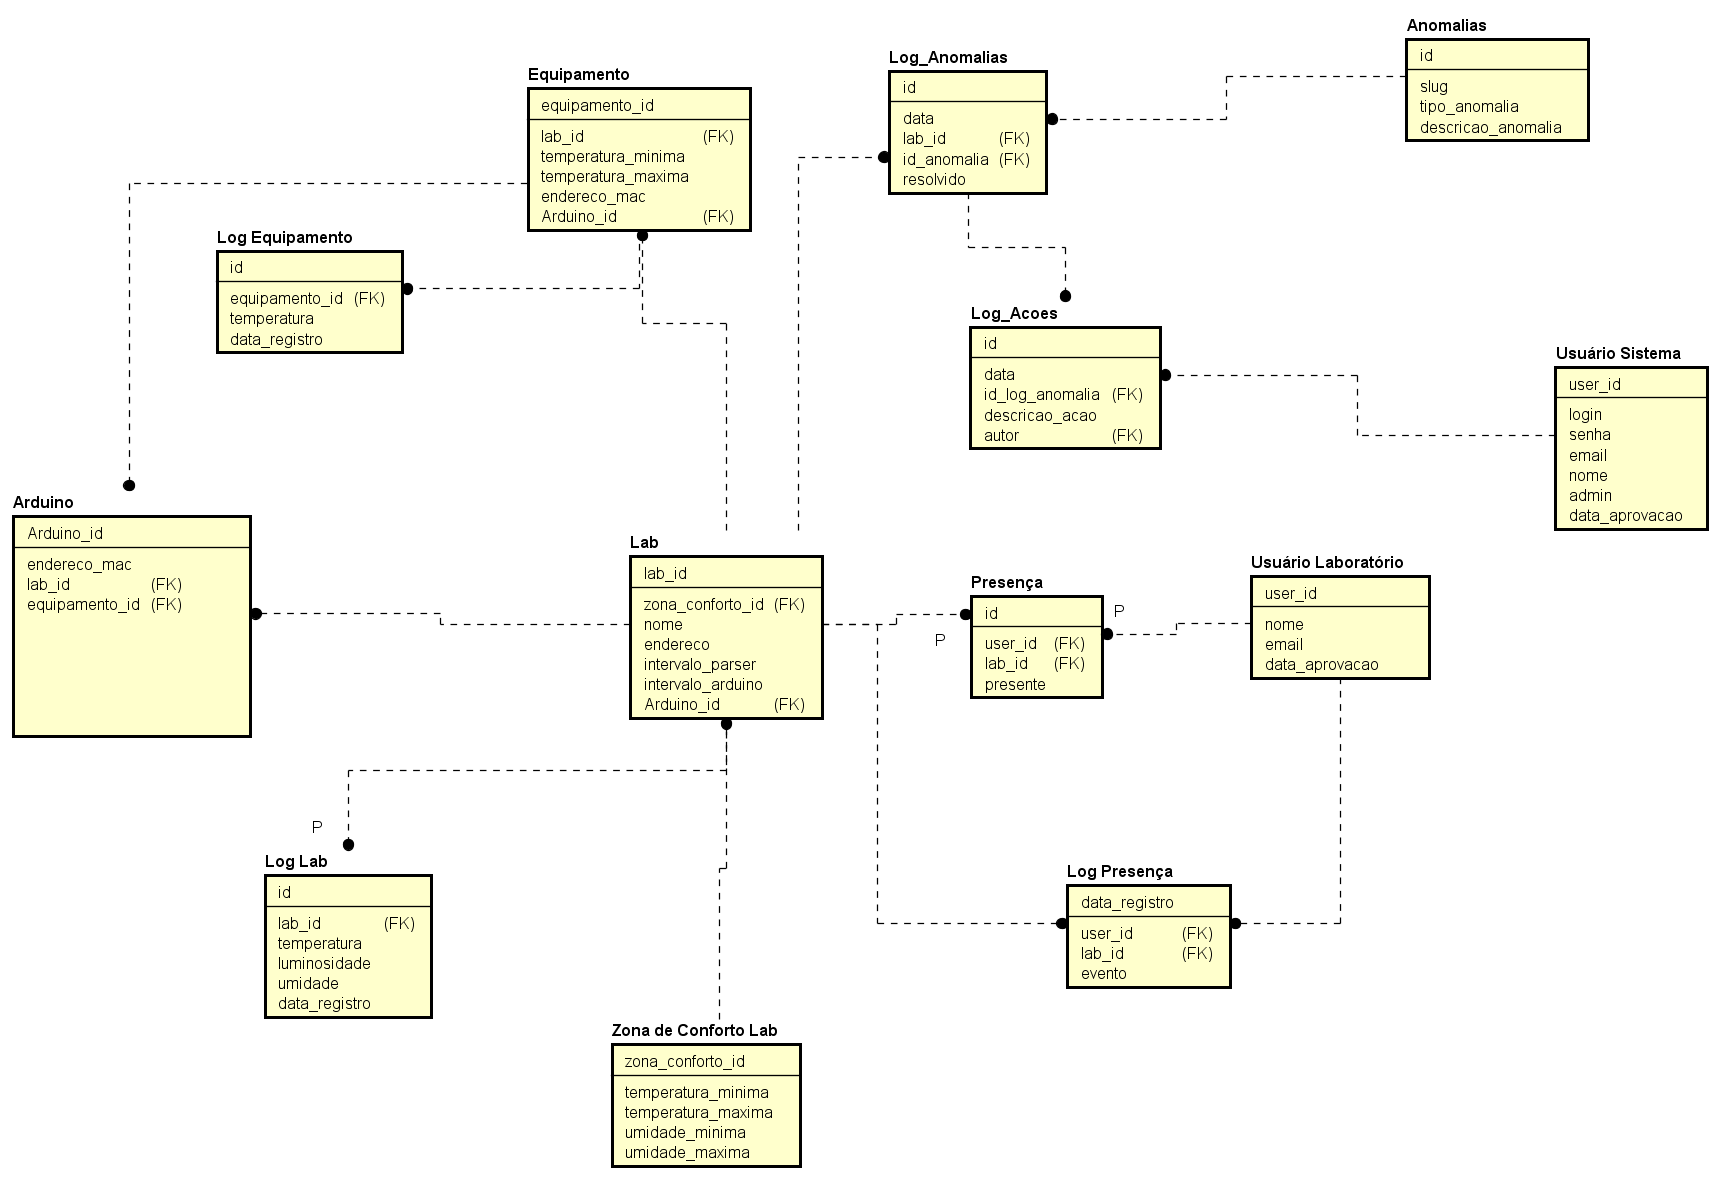 Anomalias
id
slug
tipo_anomalia
descricao_anomalia
Log_Anomalias
id
data
lab_id (FK)
id_anomalia (FK)
resolvido
Equipamento
equipamento_id
lab_id (FK)
temperatura_minima
temperatura_maxima
endereco_mac
Arduino_id (FK)
Log Equipamento
id
equipamento_id (FK)
temperatura
data_registro
Log_Acoes
id
data
id_log_anomalia (FK)
descricao_acao
autor (FK)
Usuário Sistema
user_id
login
senha
email
nome
admin
data_aprovacao
Arduino
Arduino_id
endereco_mac
lab_id (FK)
equipamento_id (FK)
Lab
lab_id
zona_conforto_id (FK)
nome
endereco
intervalo_parser
intervalo_arduino
Arduino_id (FK)
P
Presença
id
user_id (FK)
lab_id (FK)
presente
P
Usuário Laboratório
user_id
nome
email
data_aprovacao
P
Log Lab
id
lab_id (FK)
temperatura
luminosidade
umidade
data_registro
Log Presença
data_registro
user_id (FK)
lab_id (FK)
evento
Zona de Conforto Lab
zona_conforto_id
temperatura_minima
temperatura_maxima
umidade_minima
umidade_maxima